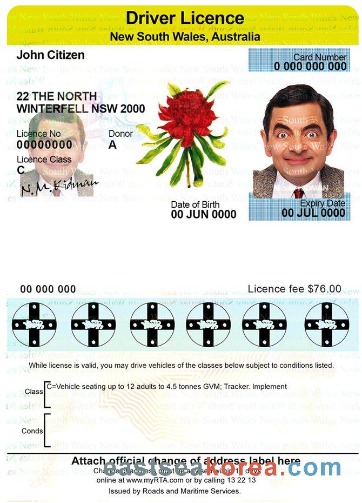 Driver Licence
New South Wales, Australia
John Citizen
Card Number
0 000 000 000
22 THE NORTH
WINTERFELL NSW 2000
Licence No
00000000
Donor
A
Licence Class
C
N.M. Kidman
Date of Birth
00 JUN 0000
Expiry Date
00 JUL 0000
00 000 000
Licence fee $76.00
While license is valid, you may drive vehicles of the classes below subject to conditions listed.
Class
C=Vehicle seating up to 12 adults to 4.5 tonnes GVM; Tracker. Implement
Conds
Attach official change of address label here
eastseakorea.com
online at www.myRTA.com or by calling 13 22 13
Issued by Roads and Maritime Services.